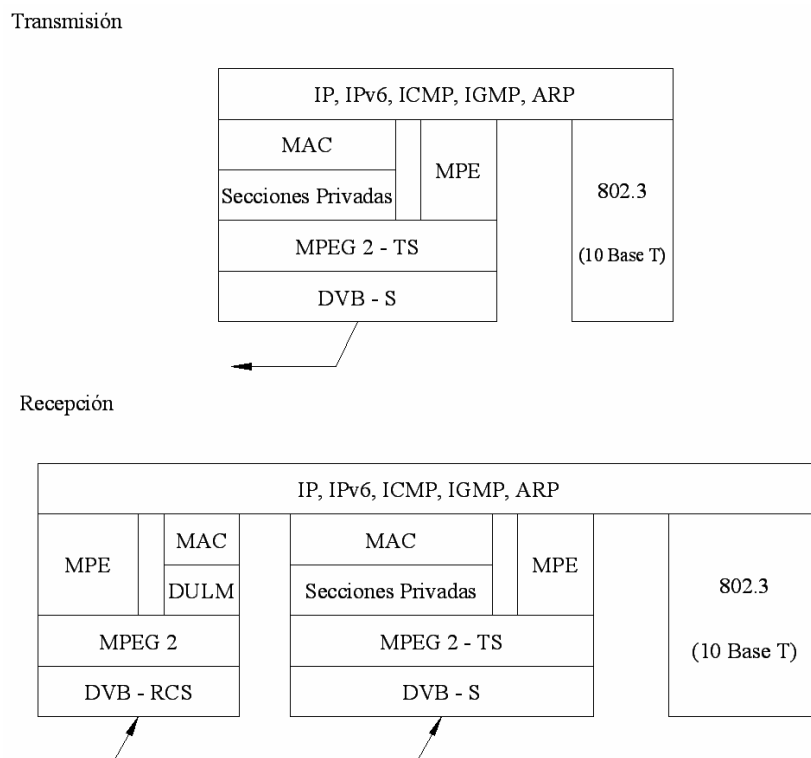 Transmisión
IP, IPv6, ICMP, IGMP, ARP
MAC
MPE
Secciones Privadas
802.3
(10 Base T)
MPEG 2 - TS
DVB - S
Recepción
IP, IPv6, ICMP, IGMP, ARP
MPE
MAC
DULM
MPEG 2
DVB - RCS
MAC
Secciones Privadas
MPE
MPEG 2 - TS
DVB - S
802.3
(10 Base T)